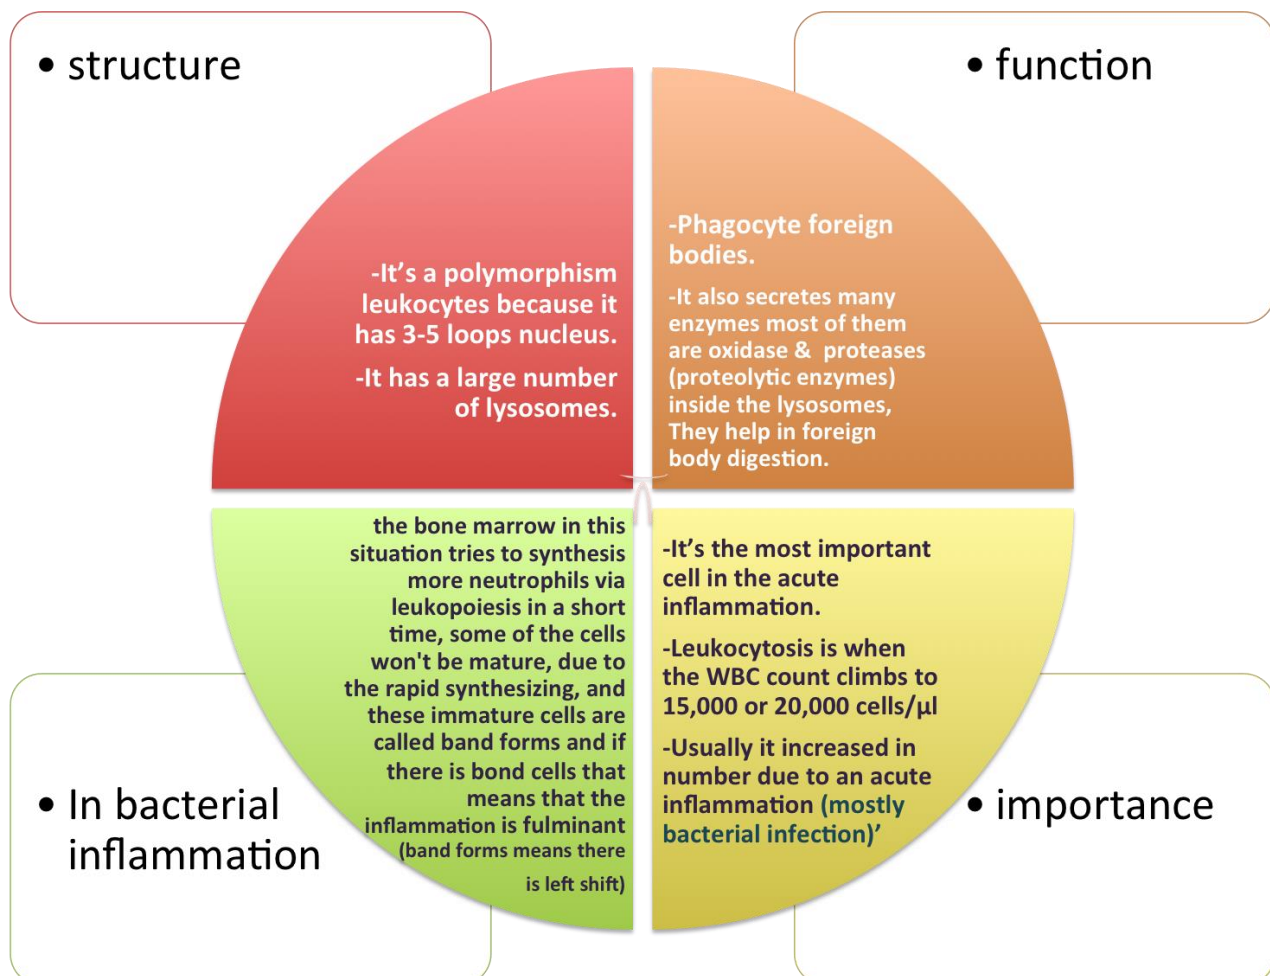 • structure
-It's a polymorphism
leukocytes because it
has 3-5 loops nucleus.
-It has a large number
of lysosomes.
• function
-Phagocyte foreign
bodies.
-It also secretes many
enzymes most of them
are oxidase & proteases
(proteolytic enzymes)
inside the lysosomes,
They help in foreign
body digestion.
• In bacterial
inflammation
the bone marrow in this
situation tries to synthesis
more neutrophils via
leukopoiesis in a short
time, some of the cells
won't be mature, due to
the rapid synthesizing, and
these immature cells are
called band forms and if
there is bond cells that
means that the
inflammation is fulminant
(band forms means there
is left shift)
• importance
-It's the most important
cell in the acute
inflammation.
-Leukocytosis is when
the WBC count climbs to
15,000 or 20,000 cells/μl
-Usually it increased in
number due to an acute
inflammation (mostly
bacterial infection)’